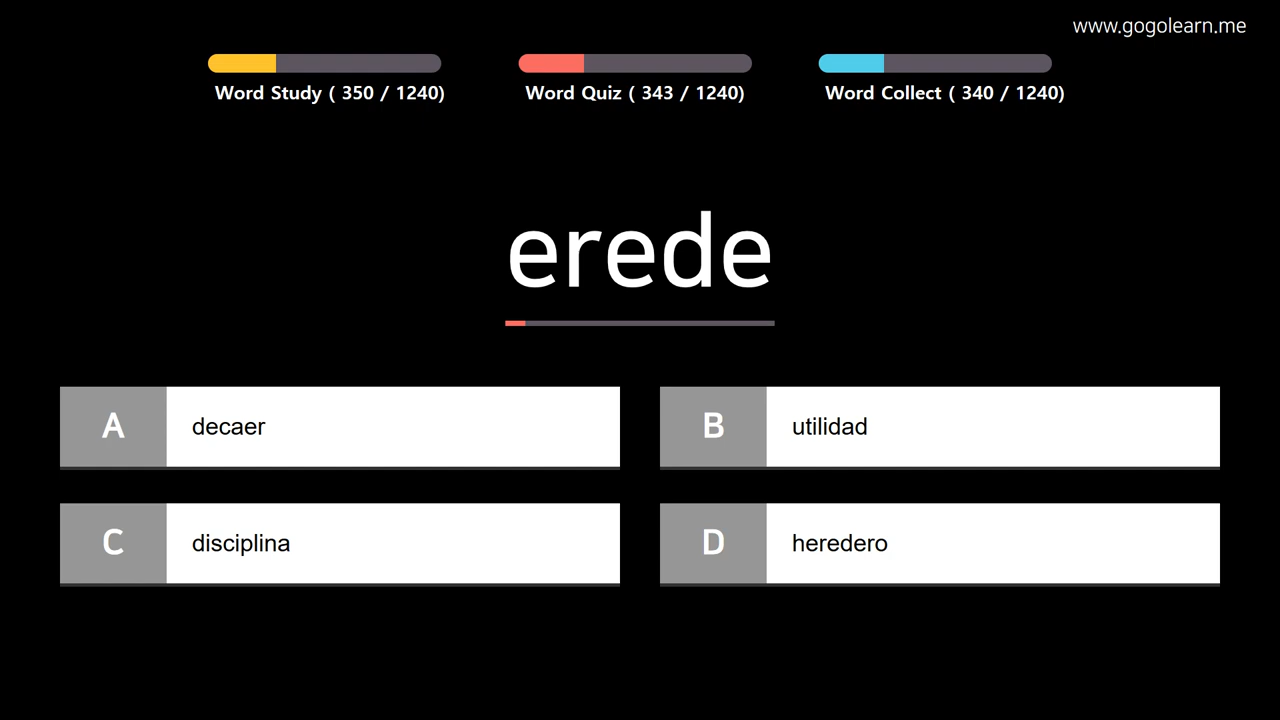 www.gogolearn.me
Word Study ( 350 / 1240)
Word Quiz ( 343 / 1240)
Word Collect ( 340 / 1240)
erede
A decaer
B utilidad
C disciplina
D heredero